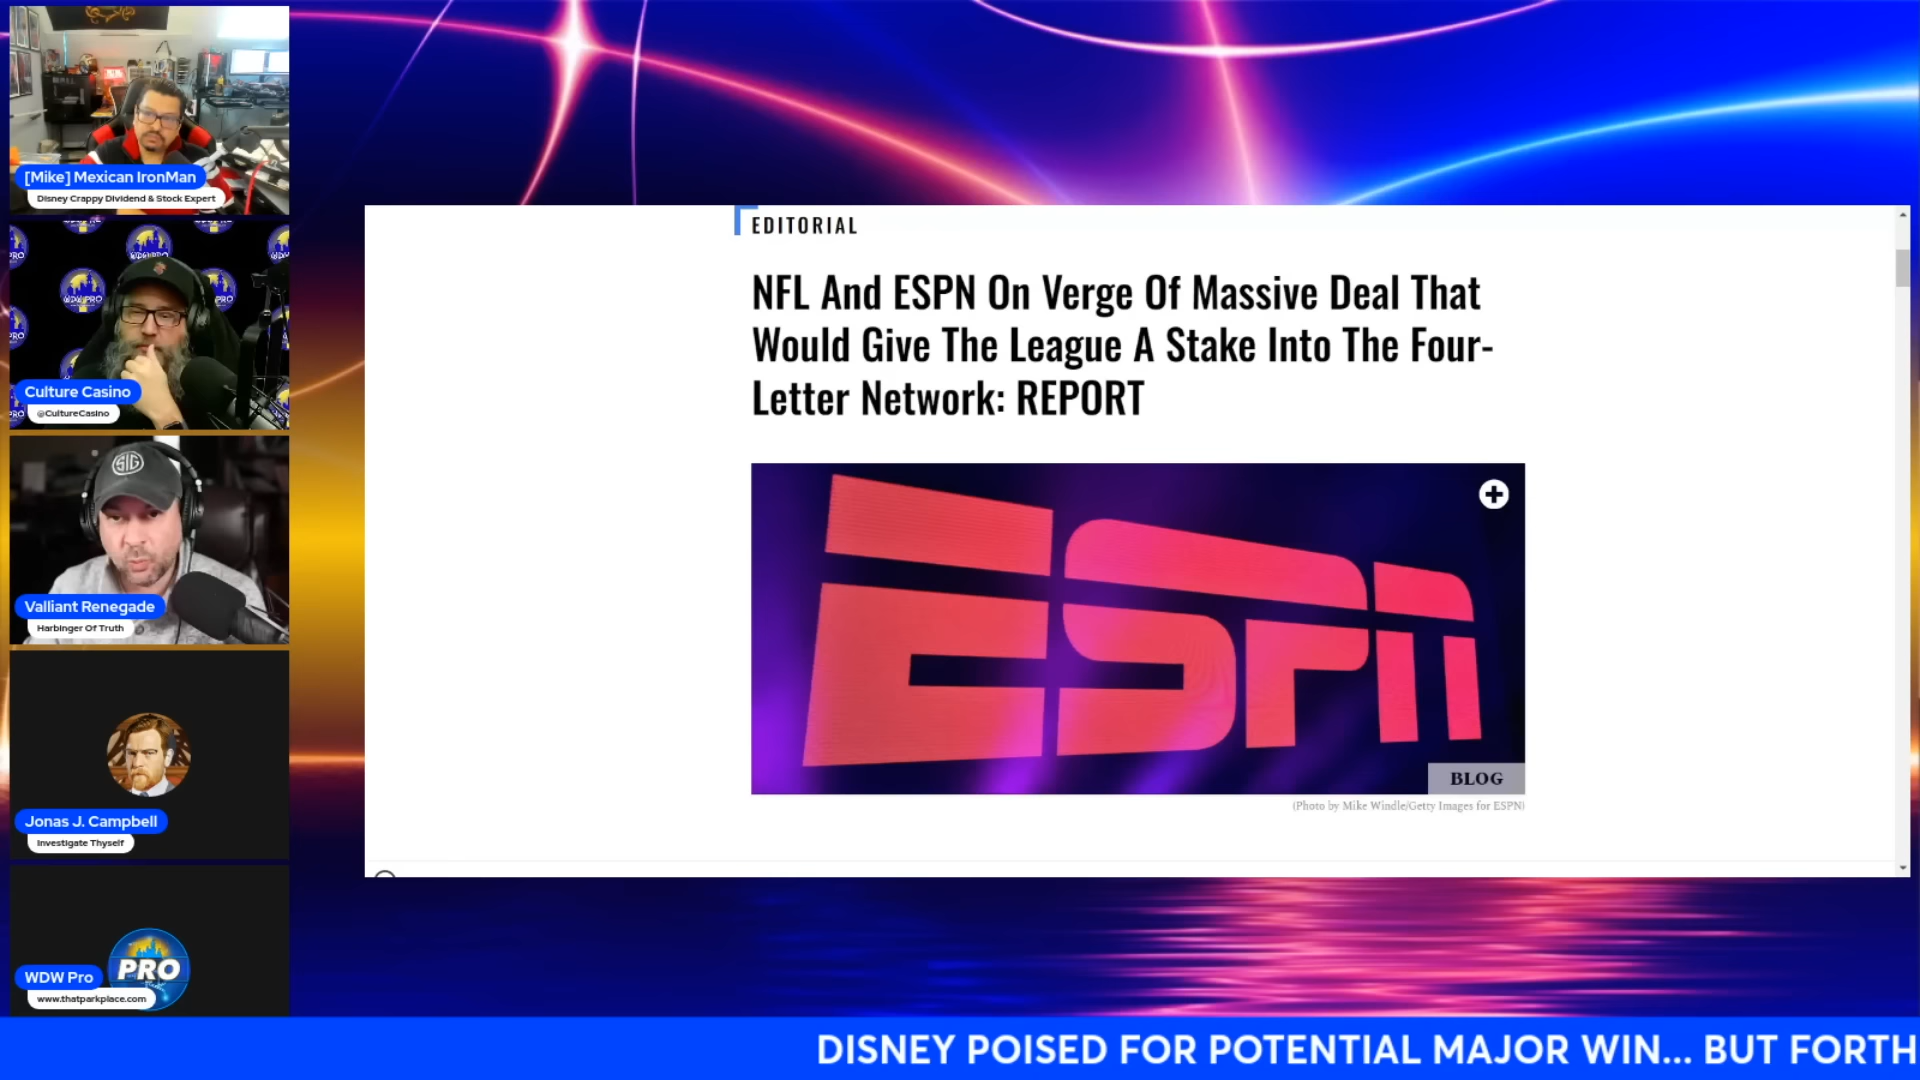 [Mike] Mexican IronMan
Disney Crappy Dividend & Stock Expert
WDW PRO
Culture Casino
@CultureCasino
SIG
Valliant Renegade
Harbinger Of Truth
Jonas J. Campbell
Investigate Thyself
PRO
WDW Pro
www.thatparkplace.com
EDITORIAL
NFL And ESPN On Verge Of Massive Deal That
Would Give The League A Stake Into The Four-
Letter Network: REPORT
ESPN
BLOG
(Photo by Mike Windle/Getty Images for ESPN)
DISNEY POISED FOR POTENTIAL MAJOR WIN... BUT FORTH